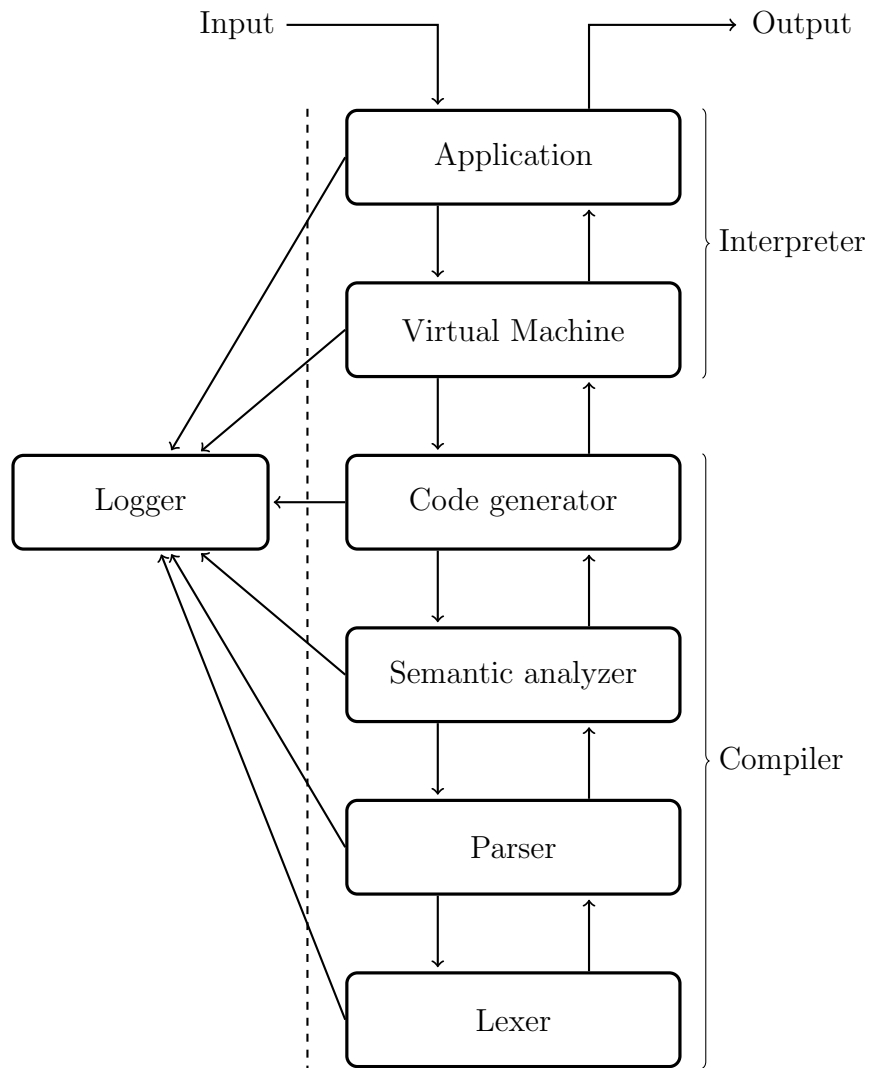 Input
Output
Application
Interpreter
Virtual Machine
Logger
Code generator
Semantic analyzer
Compiler
Parser
Lexer